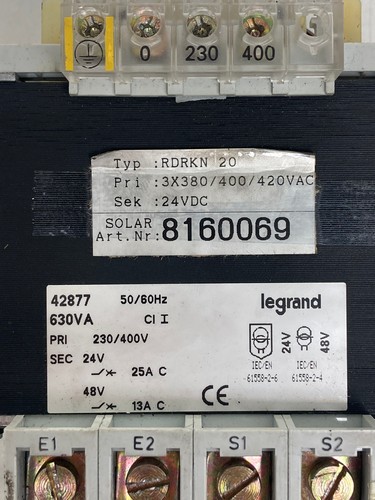 0 230 400
Typ :RDRKN 20
Pri :3X380/400/420VAC
Sek :24VDC
SOLAR
Art.Nr:8160069
42877 50/60Hz legrand
630VA Cl I
PRI 230/400V
SEC 24V 24V 48V
25A C IEC/EN IEC/EN
61558-2-6 61558-2-4
48V
13A C CE
E1 E2 S1 S2